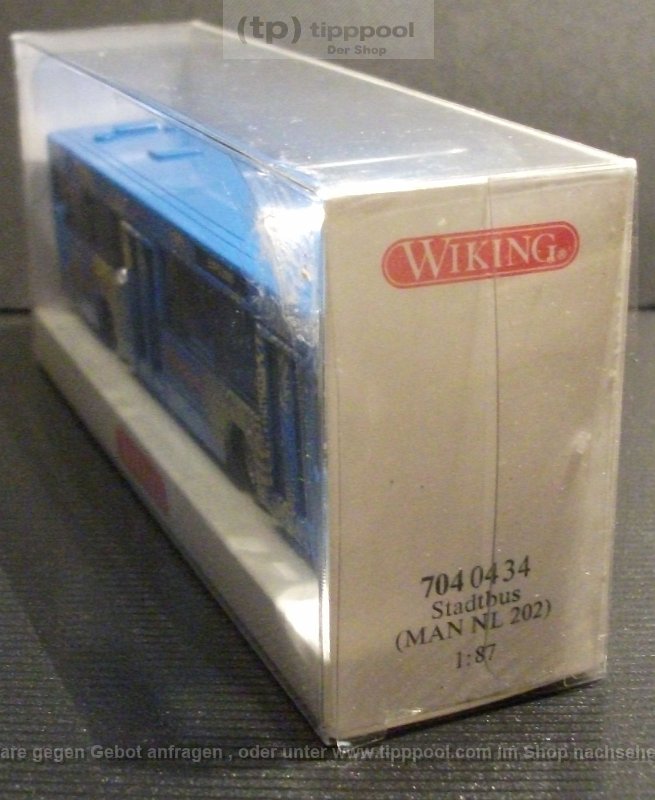 (tp) tipppool
Der Shop
WIKING®
704 04 34
Stadtbus
(MAN NL 202)
1:87
are gegen Gebot anfragen , oder unter www.tipppool.com im Shop nachsehe